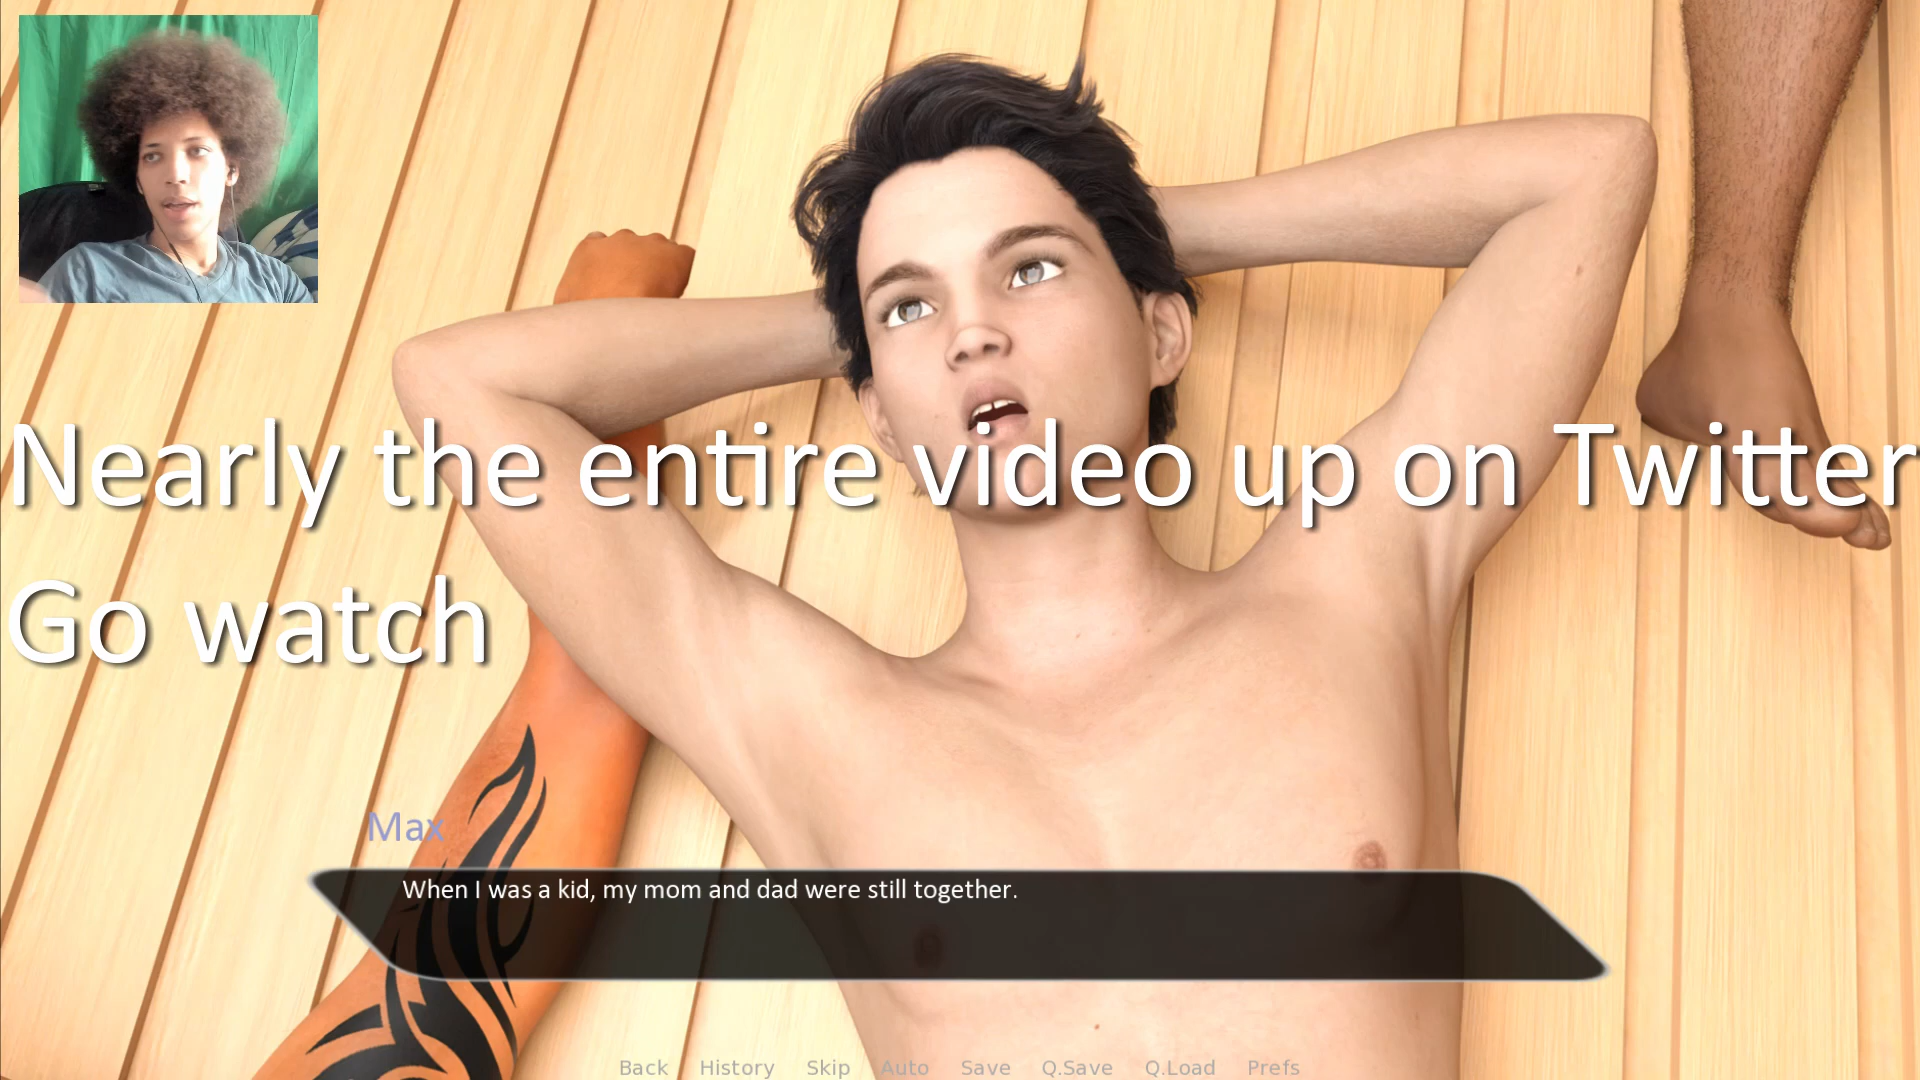 Nearly the entire video up on Twitter
Go watch
Max
When I was a kid, my mom and dad were still together.
Back History Skip Auto Save Q.Save Q.Load Prefs